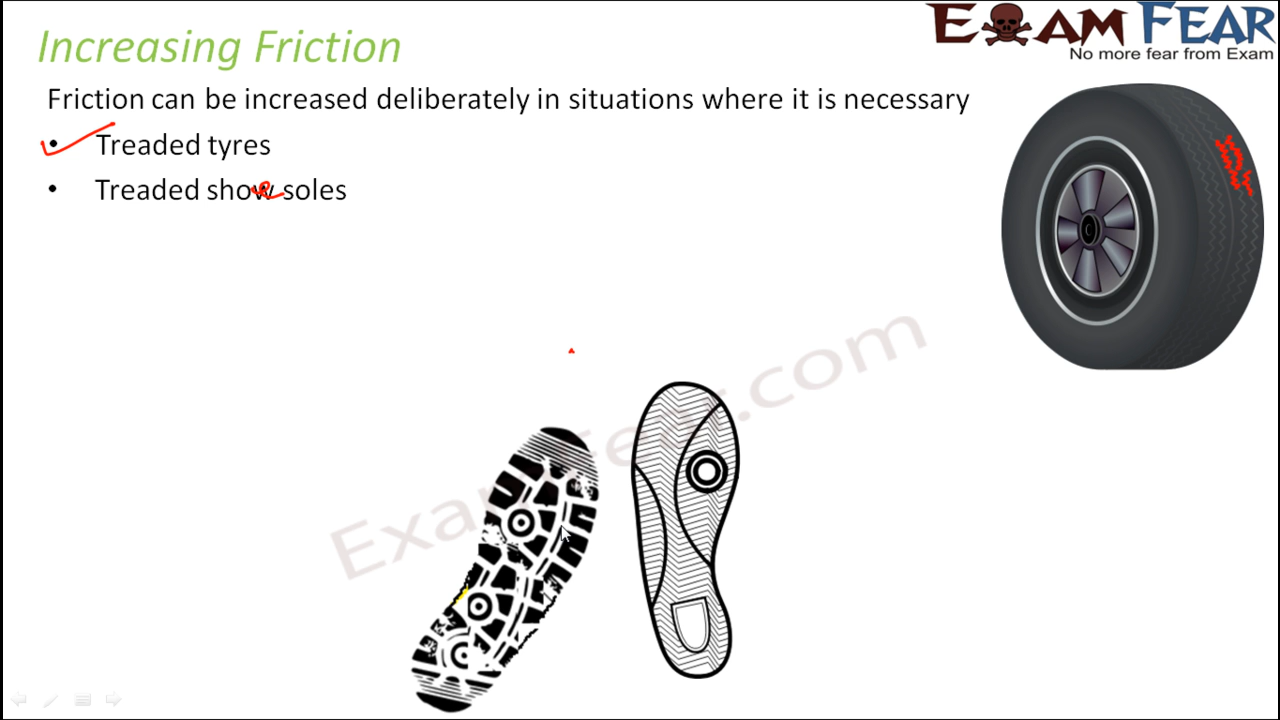 Increasing Friction
EXAM FEAR
No more fear from Exam
Friction can be increased deliberately in situations where it is necessary
• Treaded tyres
• Treaded show soles
ExamFear.com